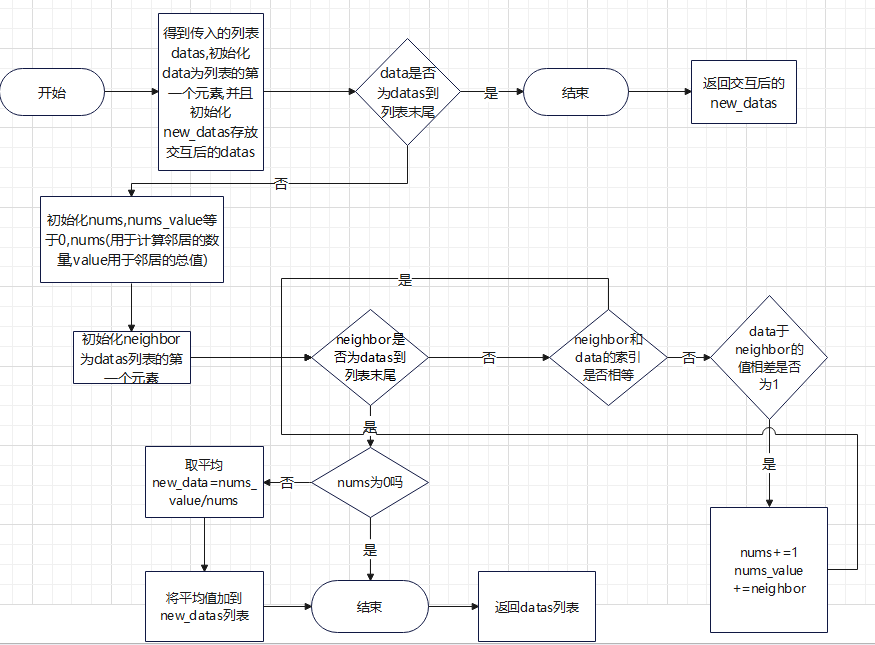 开始
得到传入的列表
datas,初始化
data为列表的第
一个元素,并且
初始化
new_datas存放
交互后的datas
data是否
为datas到
列表末尾
是
结束
返回交互后的
new_datas
否
初始化nums,nums_value等
于0,nums(用于计算邻居的数
量,value用于邻居的总值)
是
初始化neighbor
为datas列表的第
一个元素
neighbor是
否为datas到
列表末尾
否
neighbor和
data的索引
是否相等
否
data于
neighbor的
值相差是否
为1
是
取平均
new_data=nums_
value/nums
否
nums为0吗
是
nums+=1
nums_value
+=neighbor
是
将平均值加到
new_datas列表
结束
返回datas列表